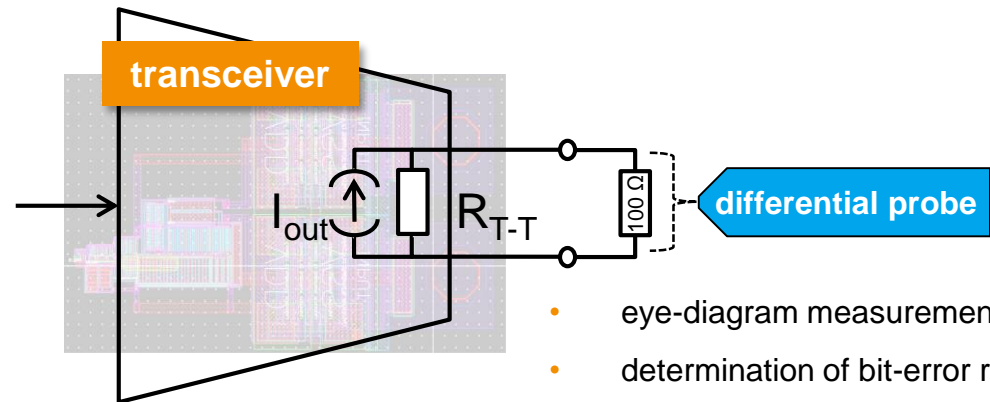 transceiver
I_out
R_T-T
100 Ω
differential probe
• eye-diagram measuremen
• determination of bit-error r